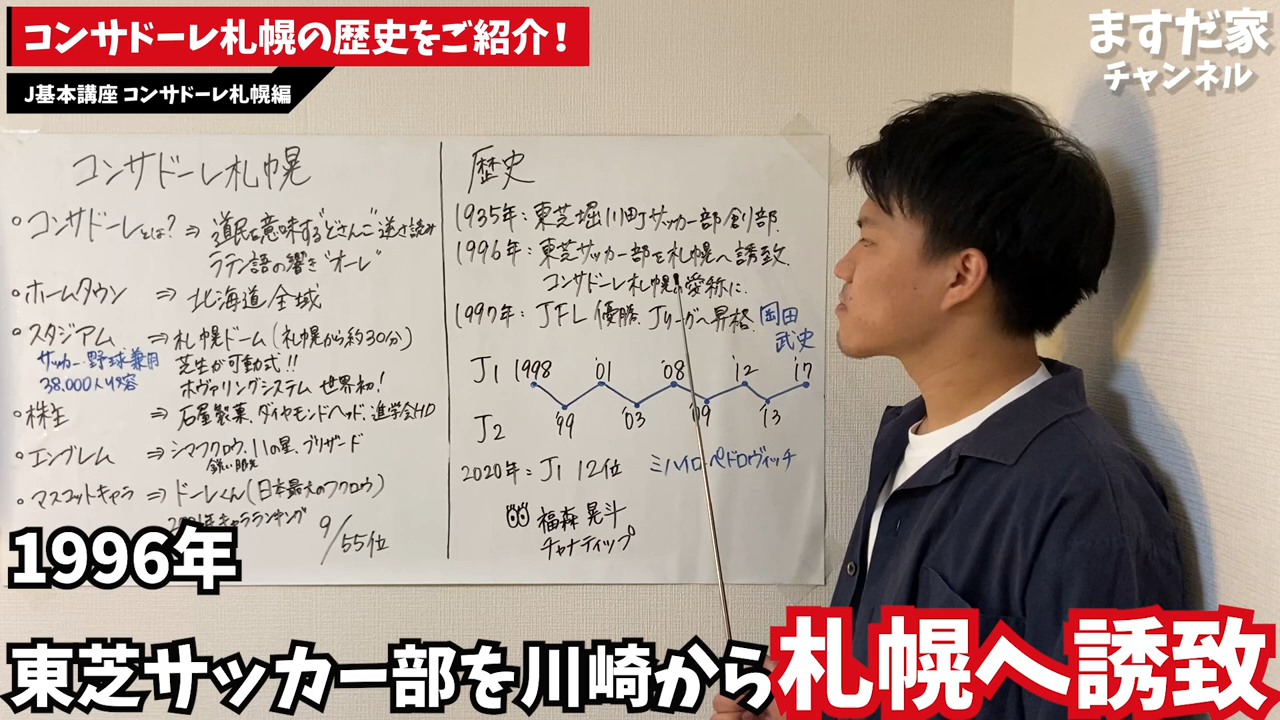 コンサドーレ札幌の歴史をご紹介！
J基本講座 コンサドーレ札幌編
ますだ家
チャンネル
コンサドーレ札幌
・コンサドーレとは? ⇒ 道民を意味する"どさんこ"逆さ読み
ラテン語の響き"オーレ"
・ホームタウン ⇒ 北海道全域
・スタジアム ⇒ 札幌ドーム(札幌から約30分)
サッカー・野球兼用 芝生が可動式!!
38,000人収容 ホヴァリングシステム 世界初!
・株主 ⇒ 石屋製菓、ダイヤモンドヘッド、進学会HD
・エンブレム ⇒ シマフクロウ、11の星、ブリザード
鋭い眼光
・マスコットキャラ ⇒ ドーレくん(日本最大のフクロウ)
キャラランキング 9/55位
歴史
1935年:東芝堀川町サッカー部創部.
1996年:東芝サッカー部を札幌へ誘致.
コンサドーレ札幌 愛称に.
1997年:JFL優勝.Jリーグへ昇格.岡田
武史
J1 1998 '01 '08 '12 '17
J2 '99 '03 '09 '13
2020年:J1 12位 ミハイロ・ペドロヴィッチ
福森晃斗
チャナティップ
1996年
東芝サッカー部を川崎から札幌へ誘致